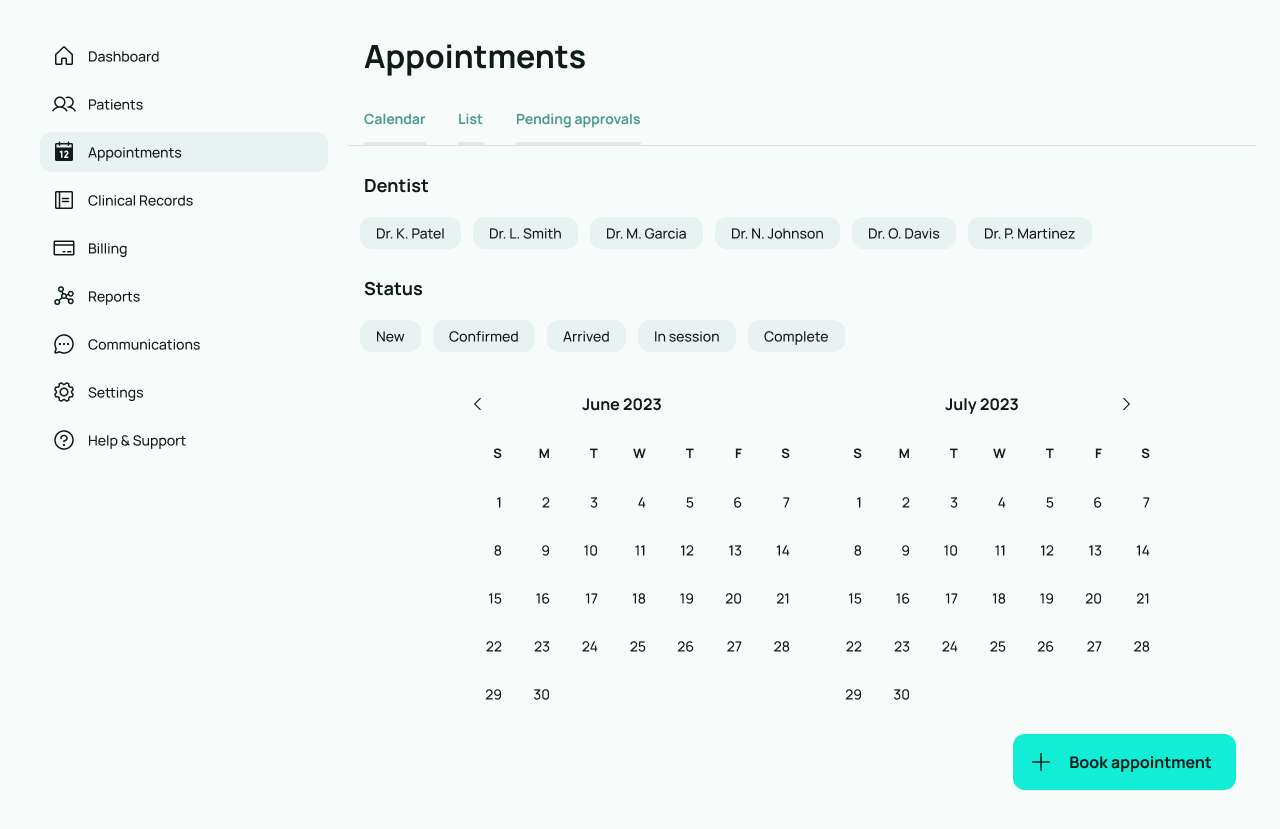 Dashboard
Patients
12
Appointments
Clinical Records
Billing
Reports
Communications
Settings
Help & Support
Appointments
Calendar List Pending approvals
Dentist
Dr. K. Patel Dr. L. Smith Dr. M. Garcia Dr. N. Johnson Dr. O. Davis Dr. P. Martinez
Status
New Confirmed Arrived In session Complete
June 2023 July 2023
S M T W T F S S M T W T F S
1 2 3 4 5 6 7 1 2 3 4 5 6 7
8 9 10 11 12 13 14 8 9 10 11 12 13 14
15 16 17 18 19 20 21 15 16 17 18 19 20 21
22 23 24 25 26 27 28 22 23 24 25 26 27 28
29 30 29 30
Book appointment